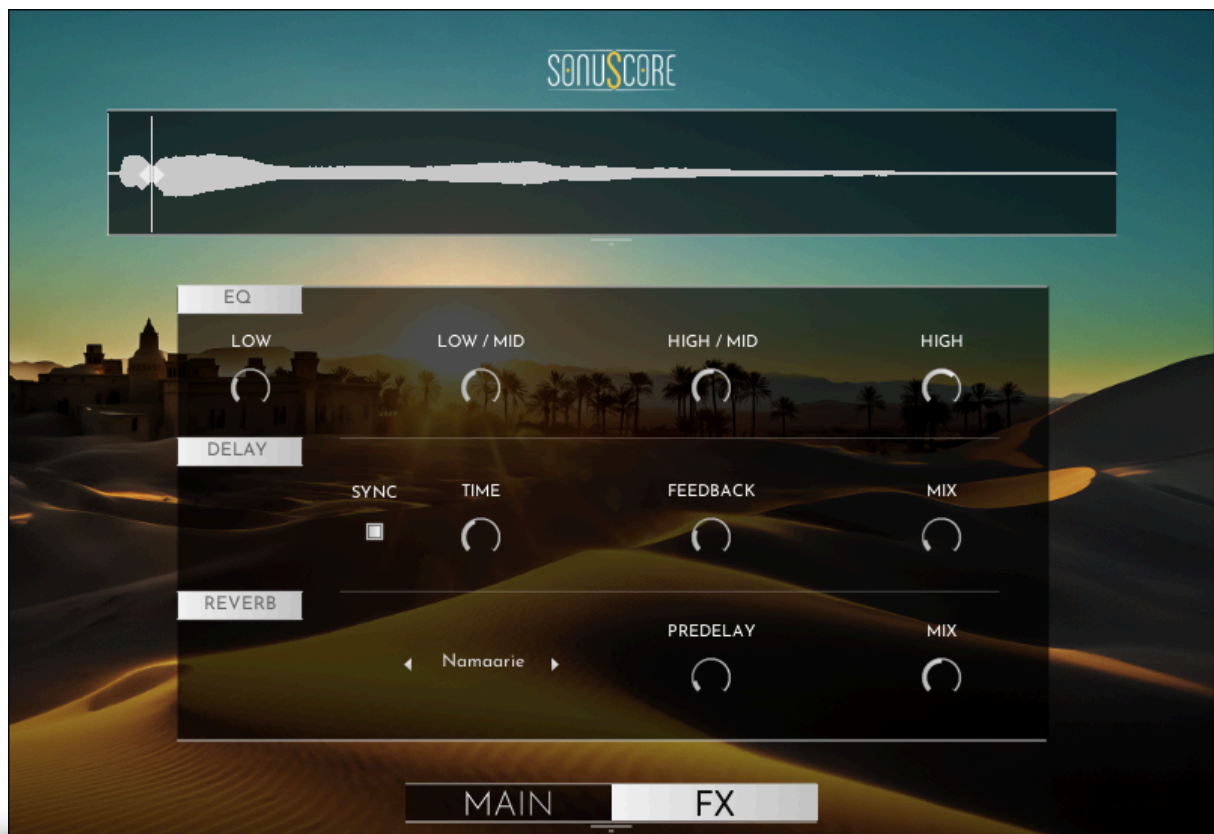 SONUSCORE
EQ
LOW
LOW / MID
HIGH / MID
HIGH
DELAY
SYNC
TIME
FEEDBACK
MIX
REVERB
PREDELAY
MIX
Namaarie
MAIN
FX